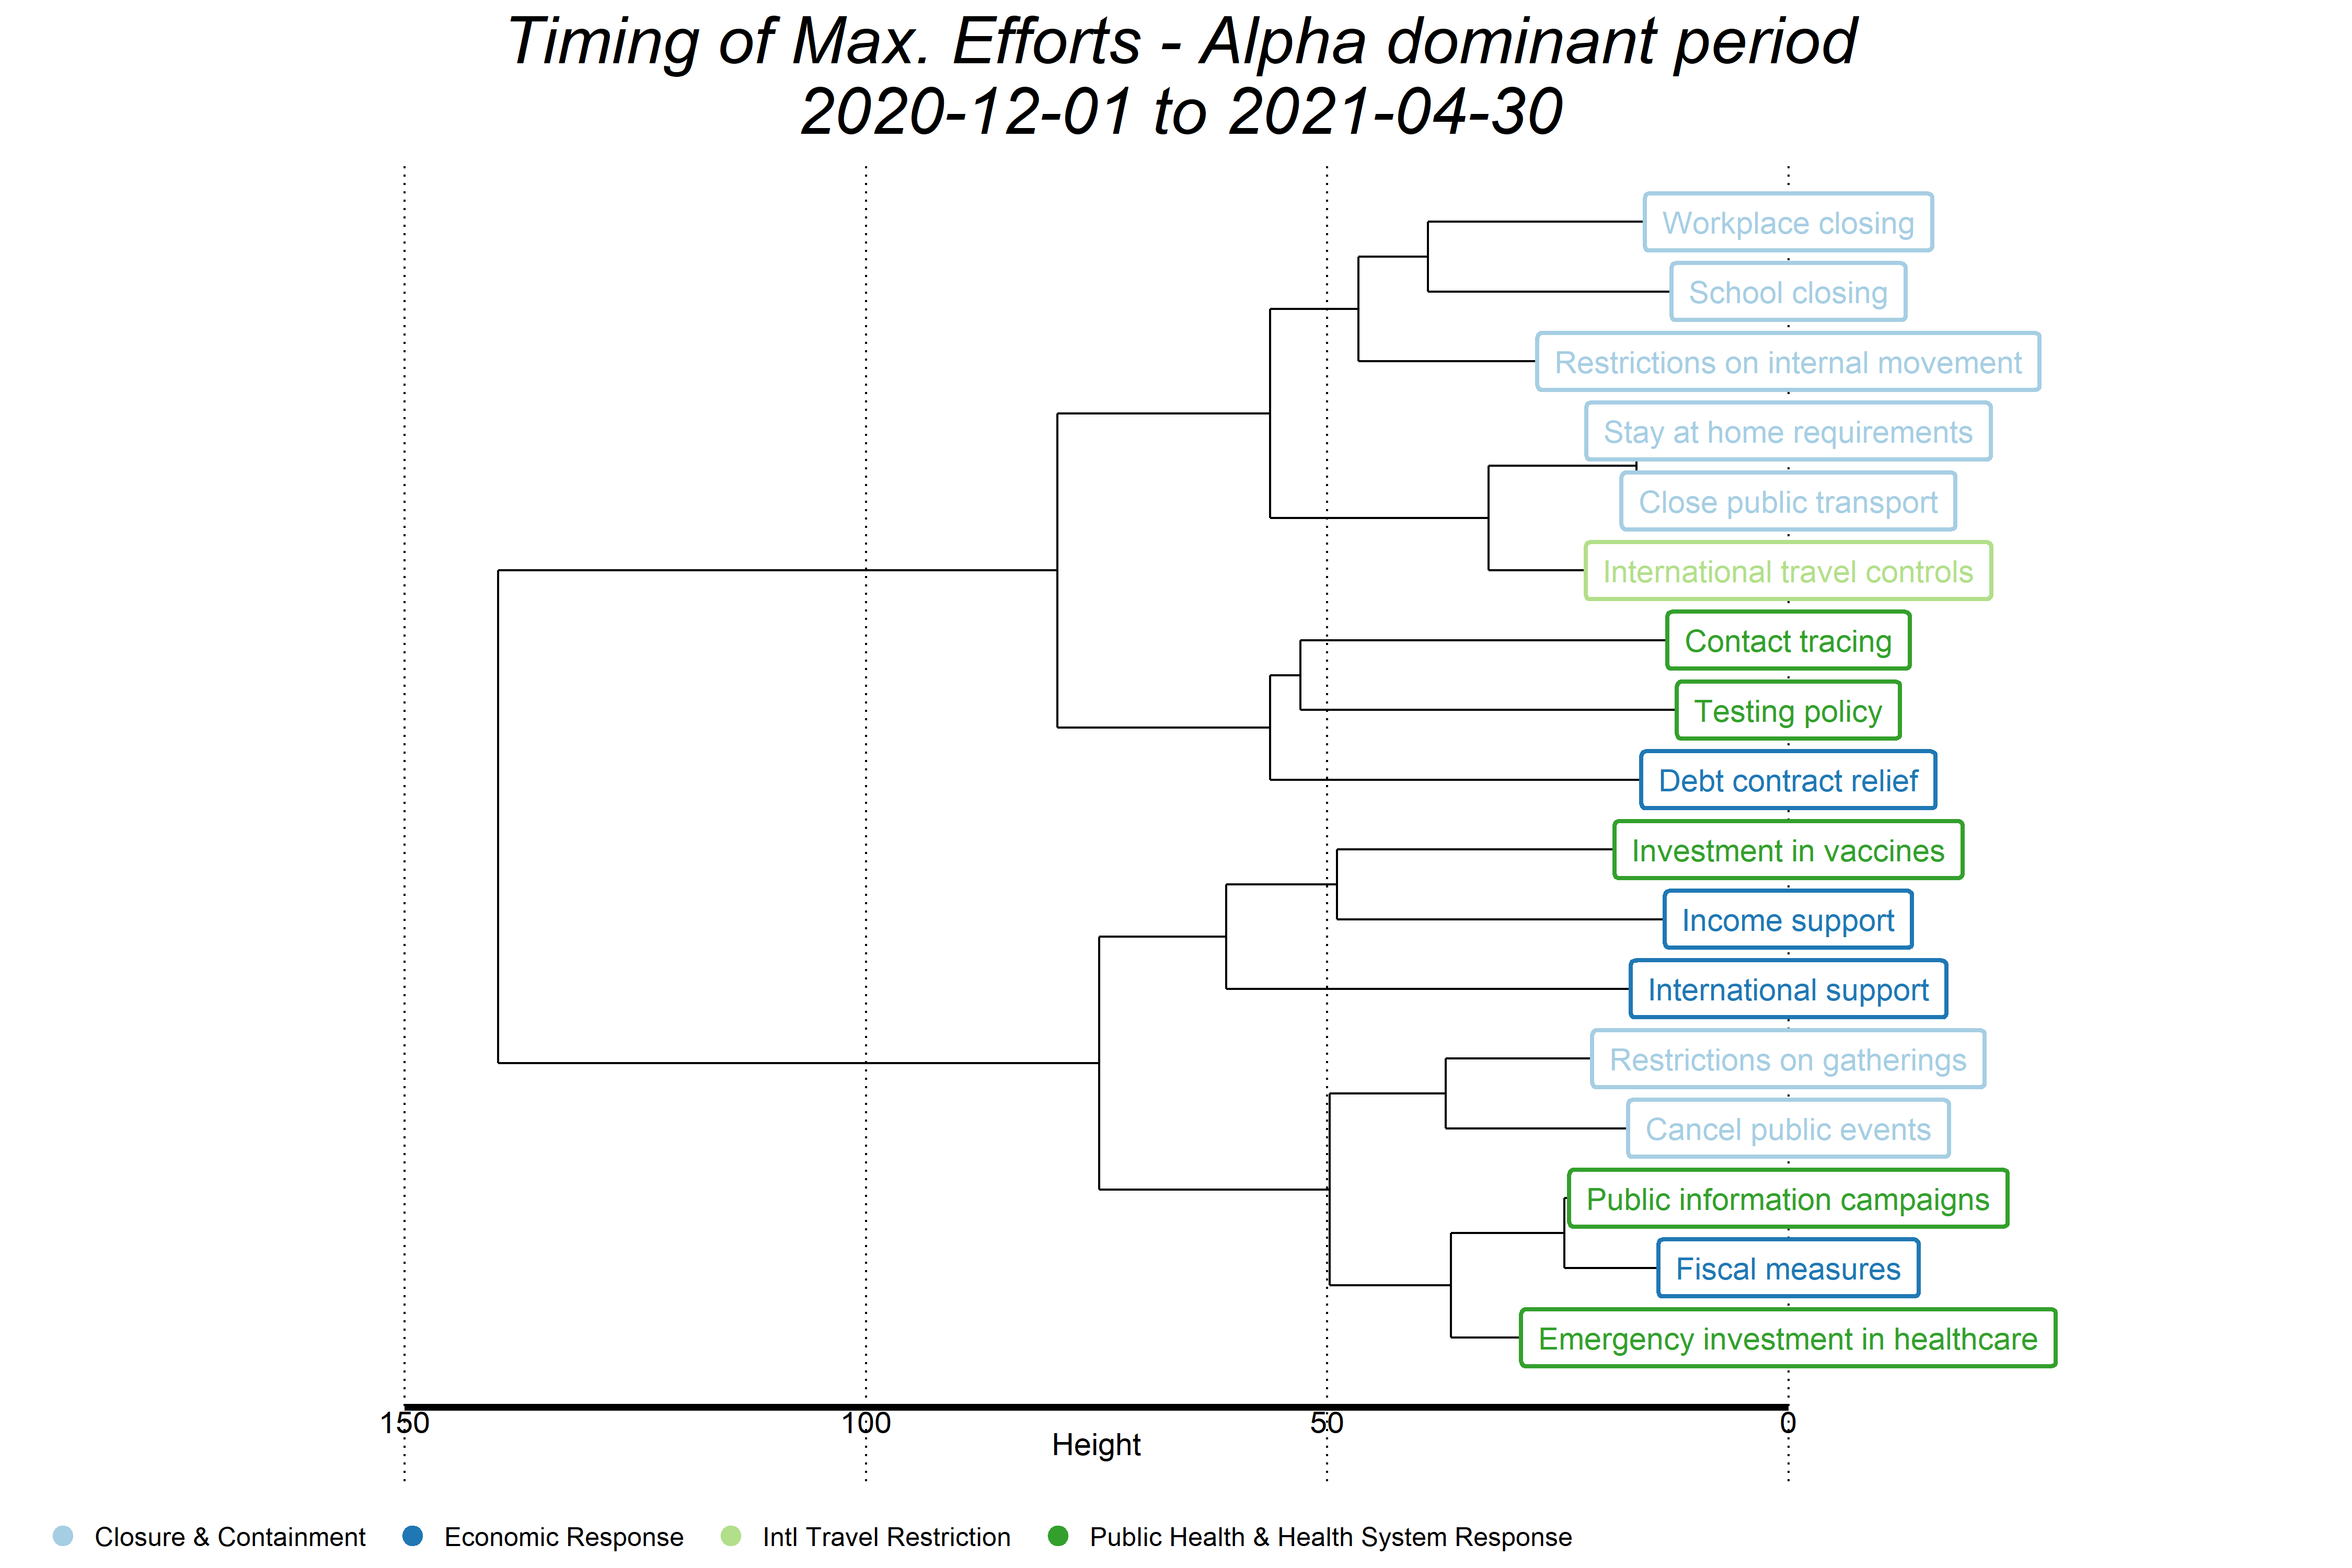 Timing of Max. Efforts - Alpha dominant period
2020-12-01 to 2021-04-30
Workplace closing
School closing
Restrictions on internal movement
Stay at home requirements
Close public transport
International travel controls
Contact tracing
Testing policy
Debt contract relief
Investment in vaccines
Income support
International support
Restrictions on gatherings
Cancel public events
Public information campaigns
Fiscal measures
Emergency investment in healthcare
150 100 50 0
Height
Closure & Containment Economic Response Intl Travel Restriction Public Health & Health System Response